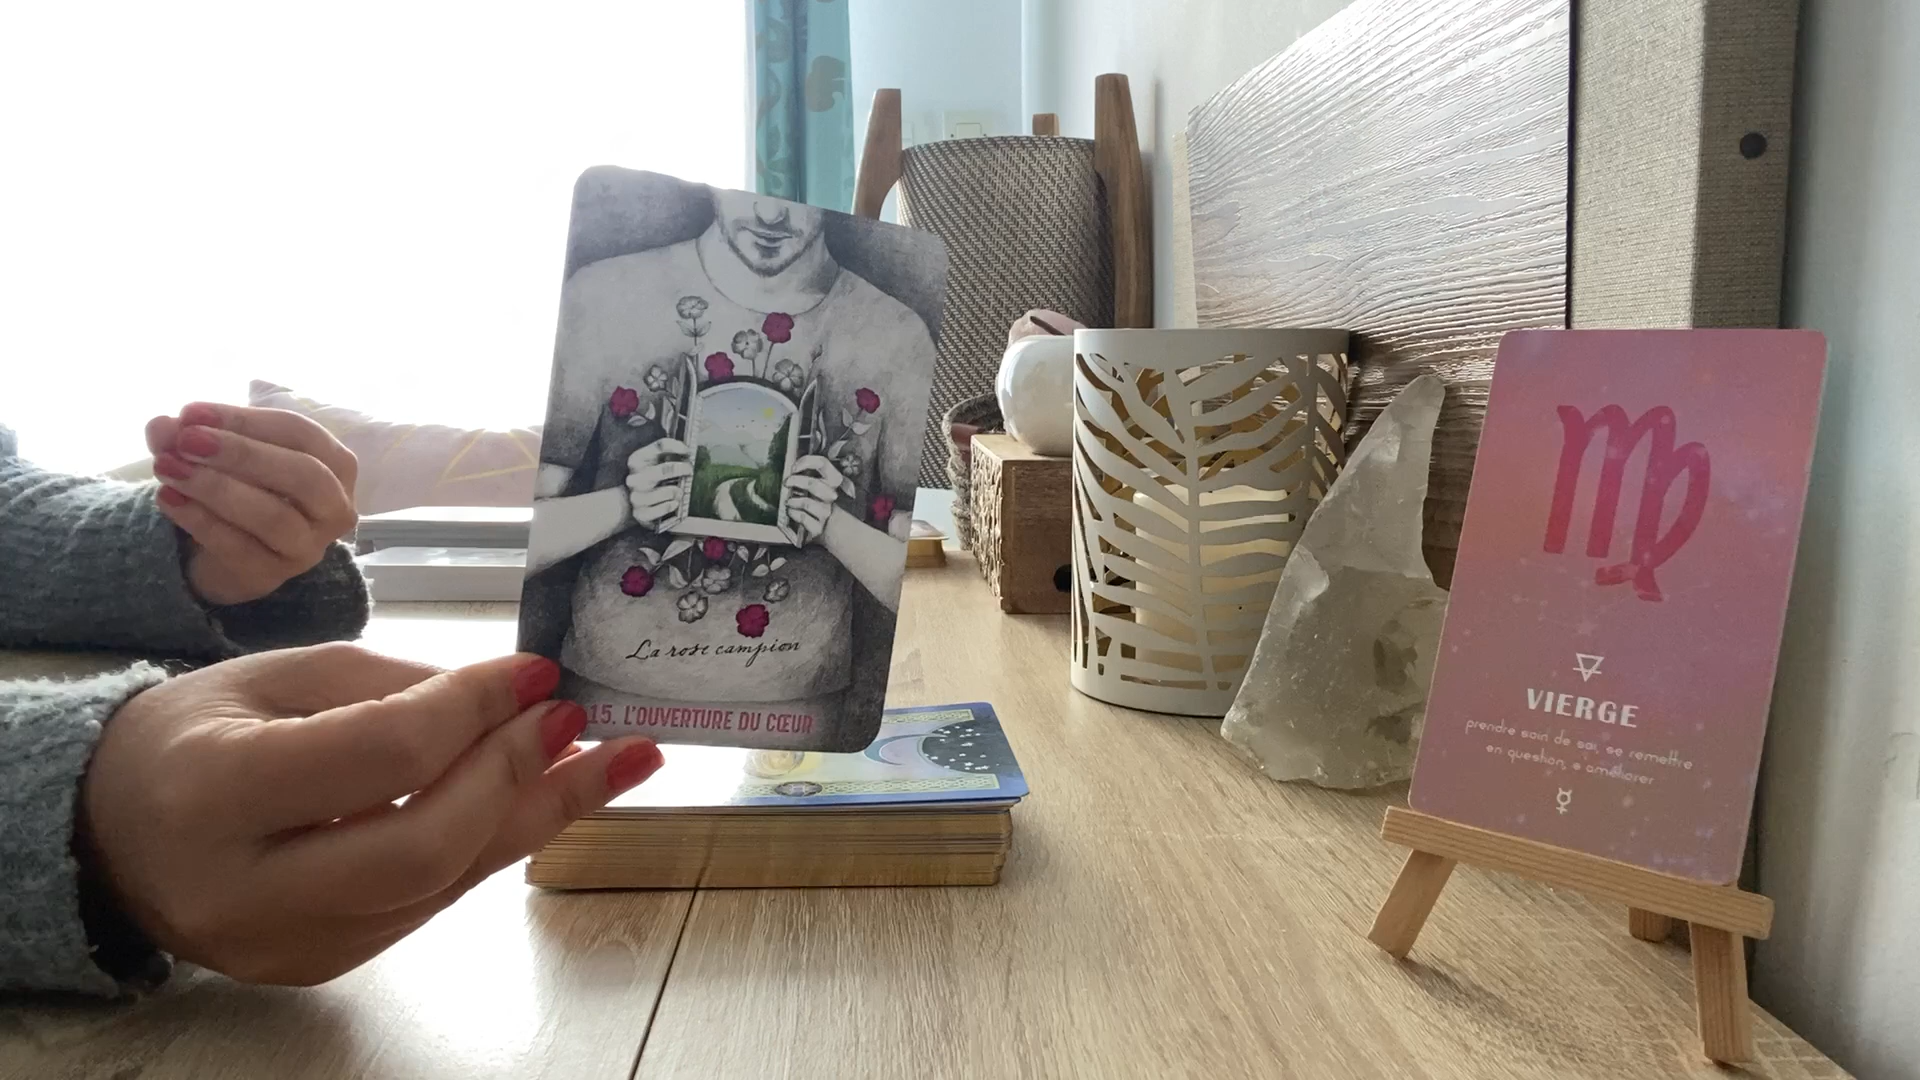 La rose campion
15. L'OUVERTURE DU CŒUR
VIERGE
prendre soin de soi, se remettre
en question, s'améliorer